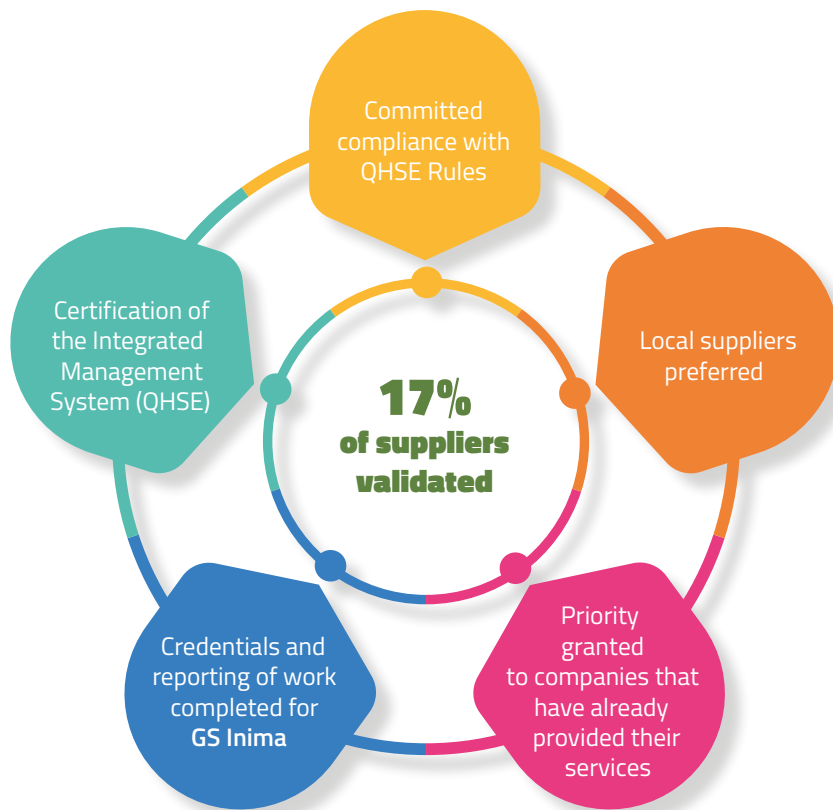 Committed
compliance with
QHSE Rules
Certification of
the Integrated
Management
System (QHSE)
Local suppliers
preferred
17%
of suppliers
validated
Credentials and
reporting of work
completed for
GS Inima
Priority
granted
to companies that
have already
provided their
services